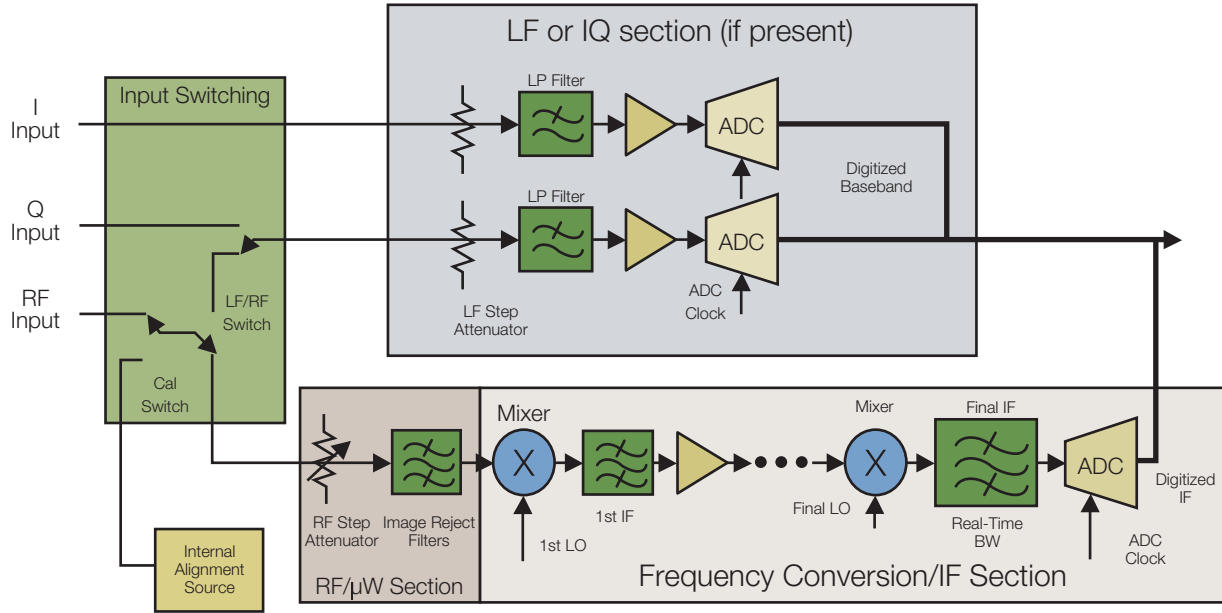 LF or IQ section (if present)
Input Switching
I
Input
LP Filter
ADC
Digitized
Baseband
Q
Input
LP Filter
ADC
LF Step
Attenuator
ADC
Clock
RF
Input
LF/RF
Switch
Cal
Switch
Internal
Alignment
Source
RF Step
Attenuator
Image Reject
Filters
RF/µW Section
Mixer
X
1st LO
1st IF
Mixer
X
Final LO
Final IF
Real-Time
BW
ADC
Digitized
IF
ADC
Clock
Frequency Conversion/IF Section